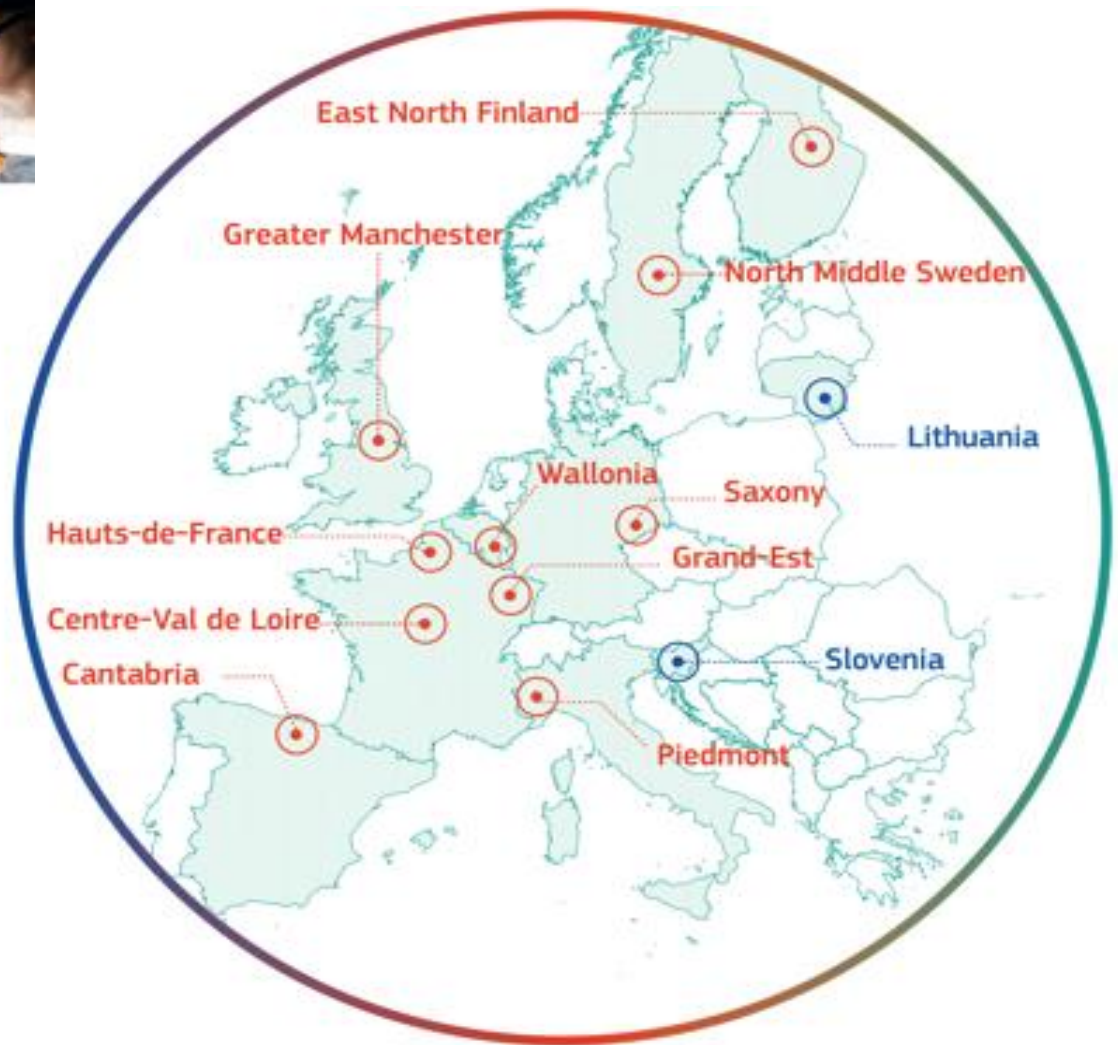 East North Finland
Greater Manchester
North Middle Sweden
Lithuania
Wallonia
Saxony
Hauts-de-France
Grand-Est
Centre-Val de Loire
Slovenia
Cantabria
Piedmont